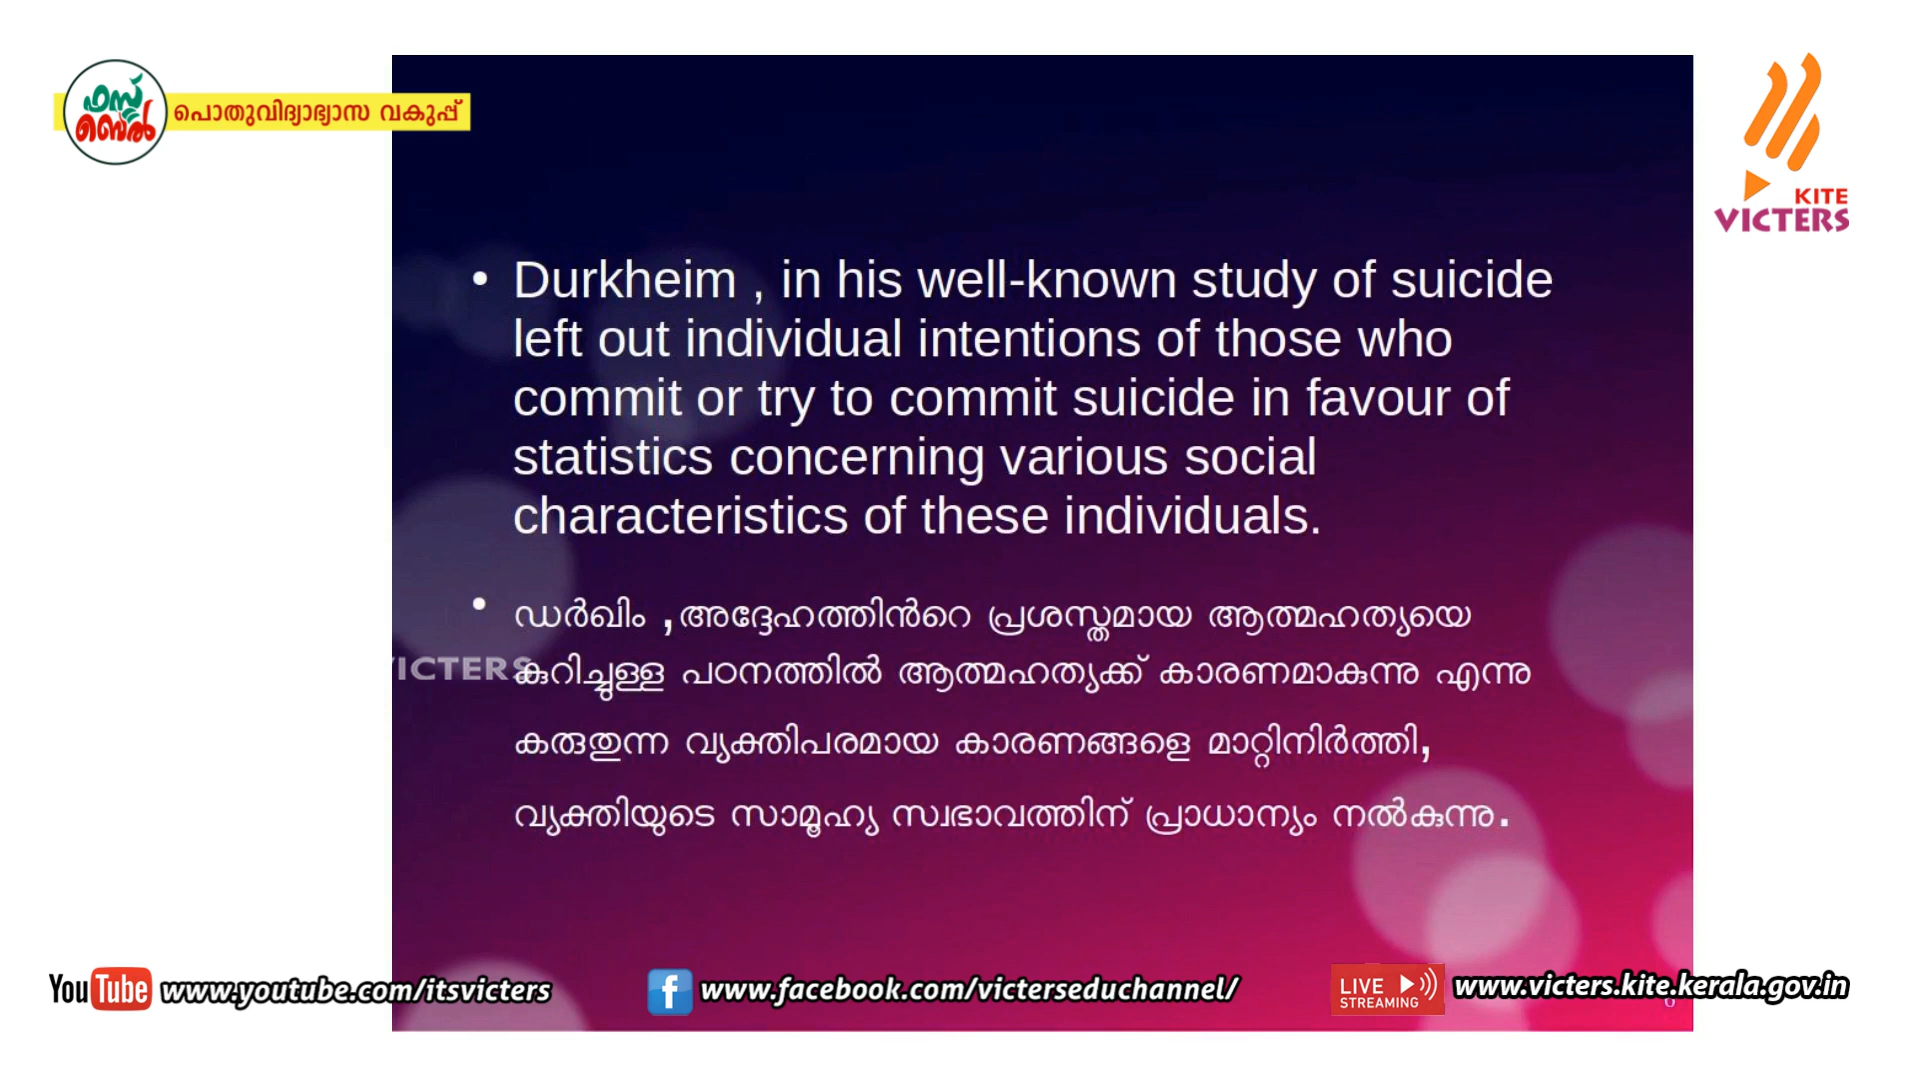 ഫസ്റ്റ്
ബെൽ
പൊതുവിദ്യാഭ്യാസ വകുപ്പ്
KITE
VICTERS
• Durkheim , in his well-known study of suicide
left out individual intentions of those who
commit or try to commit suicide in favour of
statistics concerning various social
characteristics of these individuals.
• ഡർഖിം ,അദ്ദേഹത്തിൻറെ പ്രശസ്തമായ ആത്മഹത്യയെ
കുറിച്ചുള്ള പഠനത്തിൽ ആത്മഹത്യക്ക് കാരണമാകുന്നു എന്നു
കരുതുന്ന വ്യക്തിപരമായ കാരണങ്ങളെ മാറ്റിനിർത്തി,
വ്യക്തിയുടെ സാമൂഹ്യ സ്വഭാവത്തിന് പ്രാധാന്യം നൽകുന്നു.
VICTERS
YouTube www.youtube.com/itsvicters
f www.facebook.com/victerseduchannel/
LIVE STREAMING www.victers.kite.kerala.gov.in
6